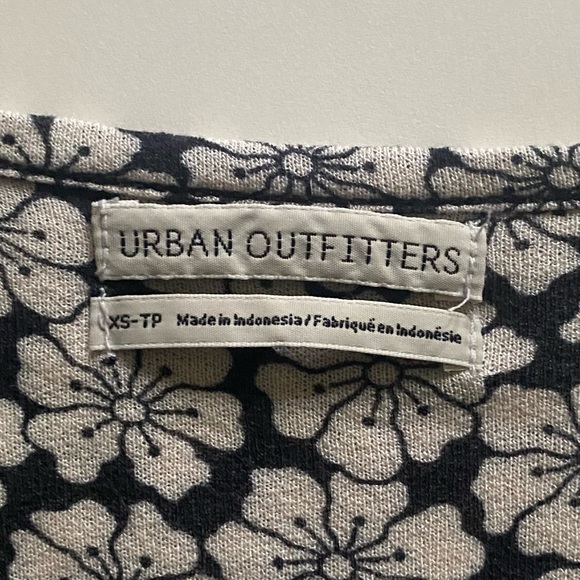 URBAN OUTFITTERS
XS-TP Made in Indonesia / Fabriqué en Indonésie